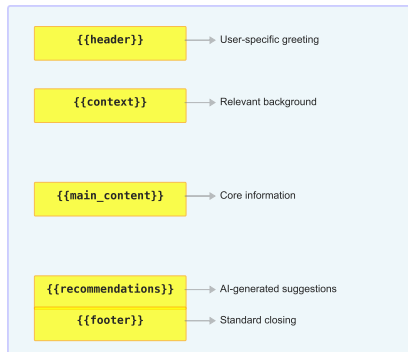 {{header}} User-specific greeting
{{context}} Relevant background
{{main_content}} Core information
{{recommendations}} AI-generated suggestions
{{footer}} Standard closing